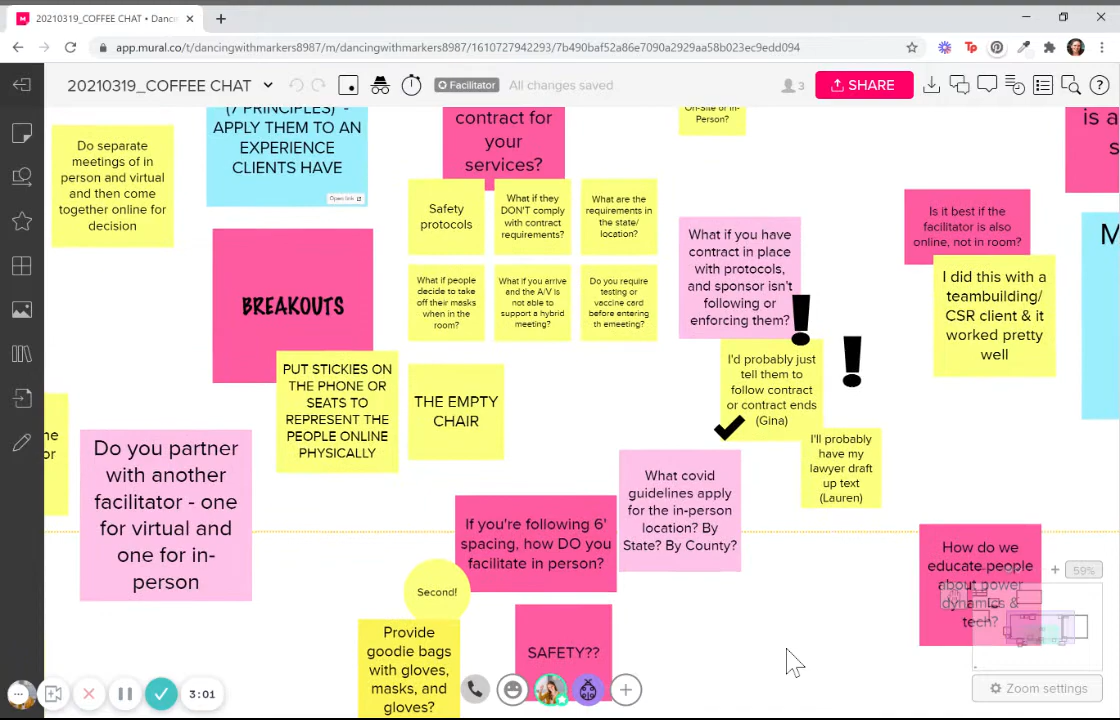 20210319_COFFEE CHAT • Danci
app.mural.co/t/dancingwithmarkers8987/m/dancingwithmarkers8987/1610727942293/7b490baf52a86e7090a2929aa58b023ec9edd094
20210319_COFFEE CHAT
Facilitator
All changes saved
3
SHARE
Do separate
meetings of in
person and virtual
and then come
together online for
decision
(7 PRINCIPLES) -
APPLY THEM TO AN
EXPERIENCE
CLIENTS HAVE
Open link
contract for
your
services?
On-Site or In-
Person?
is a
s
Safety
protocols
What if they
DON'T comply
with contract
requirements?
What are the
requirements in
the state/
location?
What if people
decide to take
off their masks
when in the
room?
What if you arrive
and the A/V is
not able to
support a hybrid
meeting?
Do you require
testing or
vaccine card
before entering
th emeeting?
What if you have
contract in place
with protocols,
and sponsor isn't
following or
enforcing them?
Is it best if the
facilitator is also
online, not in room?
M
I did this with a
teambuilding/
CSR client & it
worked pretty
well
BREAKOUTS
PUT STICKIES ON
THE PHONE OR
SEATS TO
REPRESENT THE
PEOPLE ONLINE
PHYSICALLY
THE EMPTY
CHAIR
I'd probably just
tell them to
follow contract
or contract ends
(Gina)
I'll probably
have my
lawyer draft
up text
(Lauren)
ne
or
Do you partner
with another
facilitator - one
for virtual and
one for in-
person
If you're following 6'
spacing, how DO you
facilitate in person?
What covid
guidelines apply
for the in-person
location? By
State? By County?
How do we
educate people
about power
dynamics &
tech?
59%
Second!
Provide
goodie bags
with gloves,
masks, and
gloves?
SAFETY??
3:01
Zoom settings